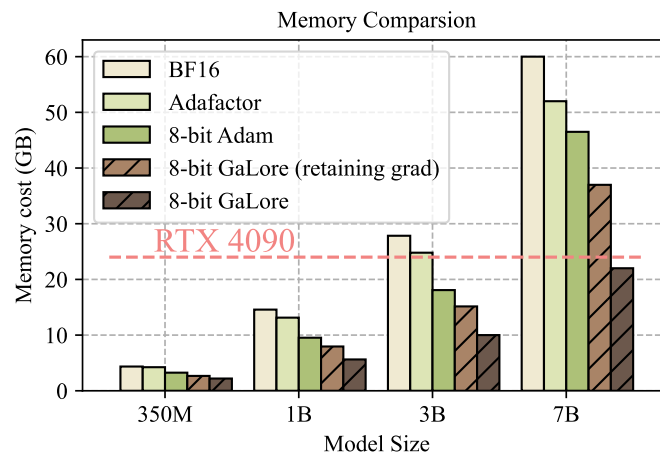 Memory Comparsion
60
50
40
30
20
10
0
Memory cost (GB)
BF16
Adafactor
8-bit Adam
8-bit GaLore (retaining grad)
8-bit GaLore
RTX 4090
350M
1B
3B
7B
Model Size